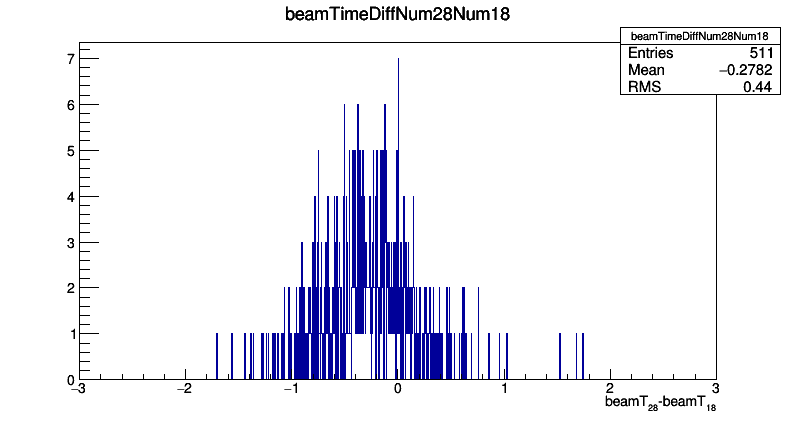 beamTimeDiffNum28Num18
beamTimeDiffNum28Num18
Entries 511
Mean −0.2782
RMS 0.44
7
6
5
4
3
2
1
0
−3 −2 −1 0 1 2 3
beamT28-beamT18